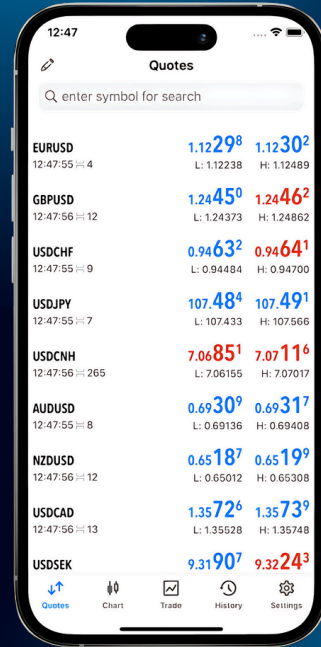 12:47
Quotes
enter symbol for search
EURUSD 1.12298 1.12302
12:47:55 4 L: 1.12238 H: 1.12489
GBPUSD 1.24450 1.24462
12:47:56 12 L: 1.24373 H: 1.24862
USDCHF 0.94632 0.94641
12:47:55 9 L: 0.94484 H: 0.94700
USDJPY 107.484 107.491
12:47:55 7 L: 107.433 H: 107.566
USDCNH 7.06851 7.07116
12:47:56 265 L: 7.06155 H: 7.07017
AUDUSD 0.69309 0.69317
12:47:55 8 L: 0.69136 H: 0.69408
NZDUSD 0.65187 0.65199
12:47:56 12 L: 0.65012 H: 0.65308
USDCAD 1.35726 1.35739
12:47:56 13 L: 1.35528 H: 1.35748
USDSEK 9.31907 9.32243
Quotes Chart Trade History Settings